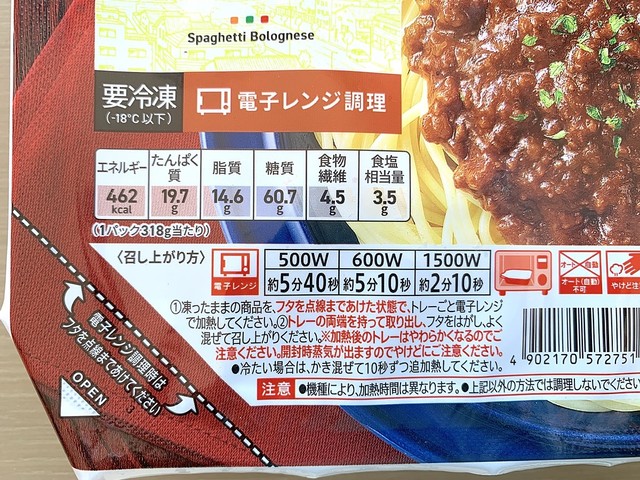 Spaghetti Bolognese
要冷凍
(-18℃以下)
電子レンジ調理
エネルギー たんぱく質 脂質 糖質 食物繊維 食塩相当量
462kcal 19.7g 14.6g 60.7g 4.5g 3.5g
(1パック318g当たり)
〈召し上がり方〉
電子レンジ
500W 600W 1500W
約5分40秒 約5分10秒 約2分10秒
オート(自動)不可
やけど注
①凍ったままの商品を、フタを点線まであけた状態で、トレーごと電子レンジ
で加熱してください。②トレーの両端を持って取り出し、フタをはがし、よく
混ぜて召し上がりください。※加熱後のトレーはやわらかくなるのでご
注意ください。開封時蒸気が出ますのでやけどにご注意ください。
●冷たい場合は、かき混ぜて10秒ずつ追加加熱してください。
注意 ●機種により、加熱時間は異なります。●上記以外の方法では調理しないでくださ
4 902170 572751
電子レンジ調理時は
フタを点線まであけてください
OPEN